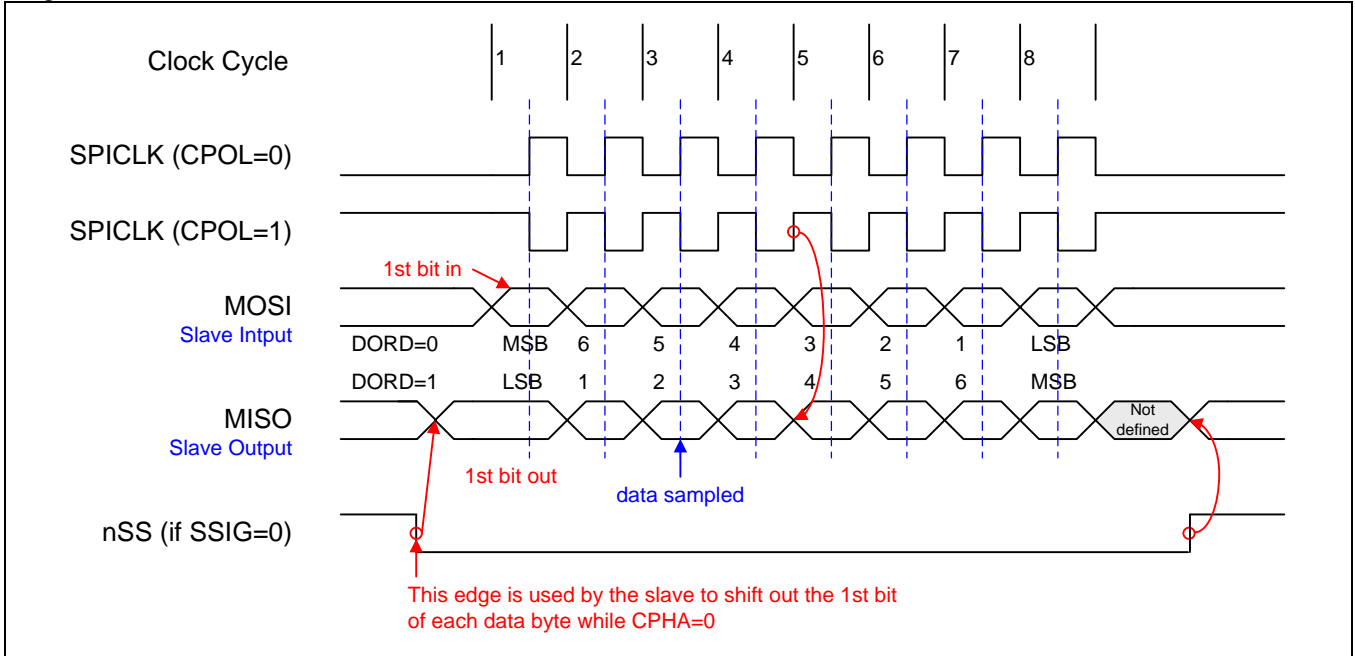 Clock Cycle
1 2 3 4 5 6 7 8
SPICLK (CPOL=0)
SPICLK (CPOL=1)
1st bit in
MOSI
Slave Intput
DORD=0 MSB 6 5 4 3 2 1 LSB
DORD=1 LSB 1 2 3 4 5 6 MSB
MISO
Slave Output
Not
defined
1st bit out
data sampled
nSS (if SSIG=0)
This edge is used by the slave to shift out the 1st bit
of each data byte while CPHA=0